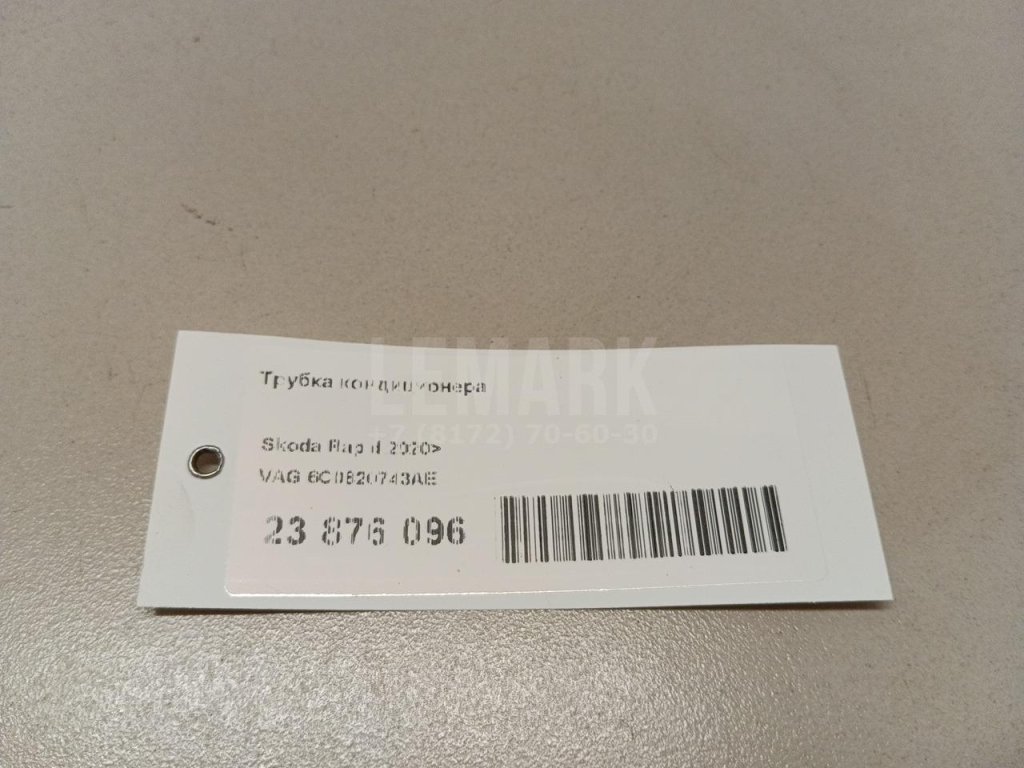 LEMARK
Трубка кондиционера
+7 (8172) 70-60-30
Skoda Rapid 2020>
VAG 6C0820743AE
23 876 096